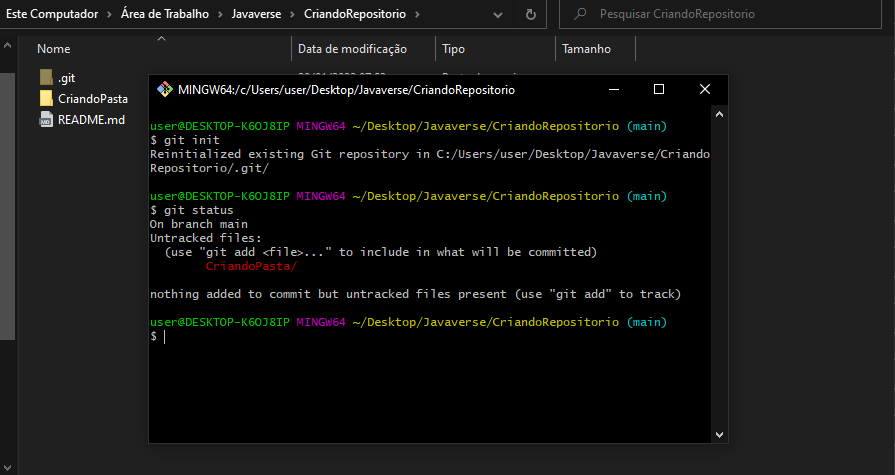 Este Computador > Área de Trabalho > Javaverse > CriandoRepositorio >
Pesquisar CriandoRepositorio
Nome
Data de modificação
Tipo
Tamanho
.git
CriandoPasta
README.md
MINGW64:/c/Users/user/Desktop/Javaverse/CriandoRepositorio
user@DESKTOP-K6OJ8IP MINGW64 ~/Desktop/Javaverse/CriandoRepositorio (main)
$ git init
Reinitialized existing Git repository in C:/Users/user/Desktop/Javaverse/Criando
Repositorio/.git/
user@DESKTOP-K6OJ8IP MINGW64 ~/Desktop/Javaverse/CriandoRepositorio (main)
$ git status
On branch main
Untracked files:
(use "git add <file>..." to include in what will be committed)
CriandoPasta/
nothing added to commit but untracked files present (use "git add" to track)
user@DESKTOP-K6OJ8IP MINGW64 ~/Desktop/Javaverse/CriandoRepositorio (main)
$